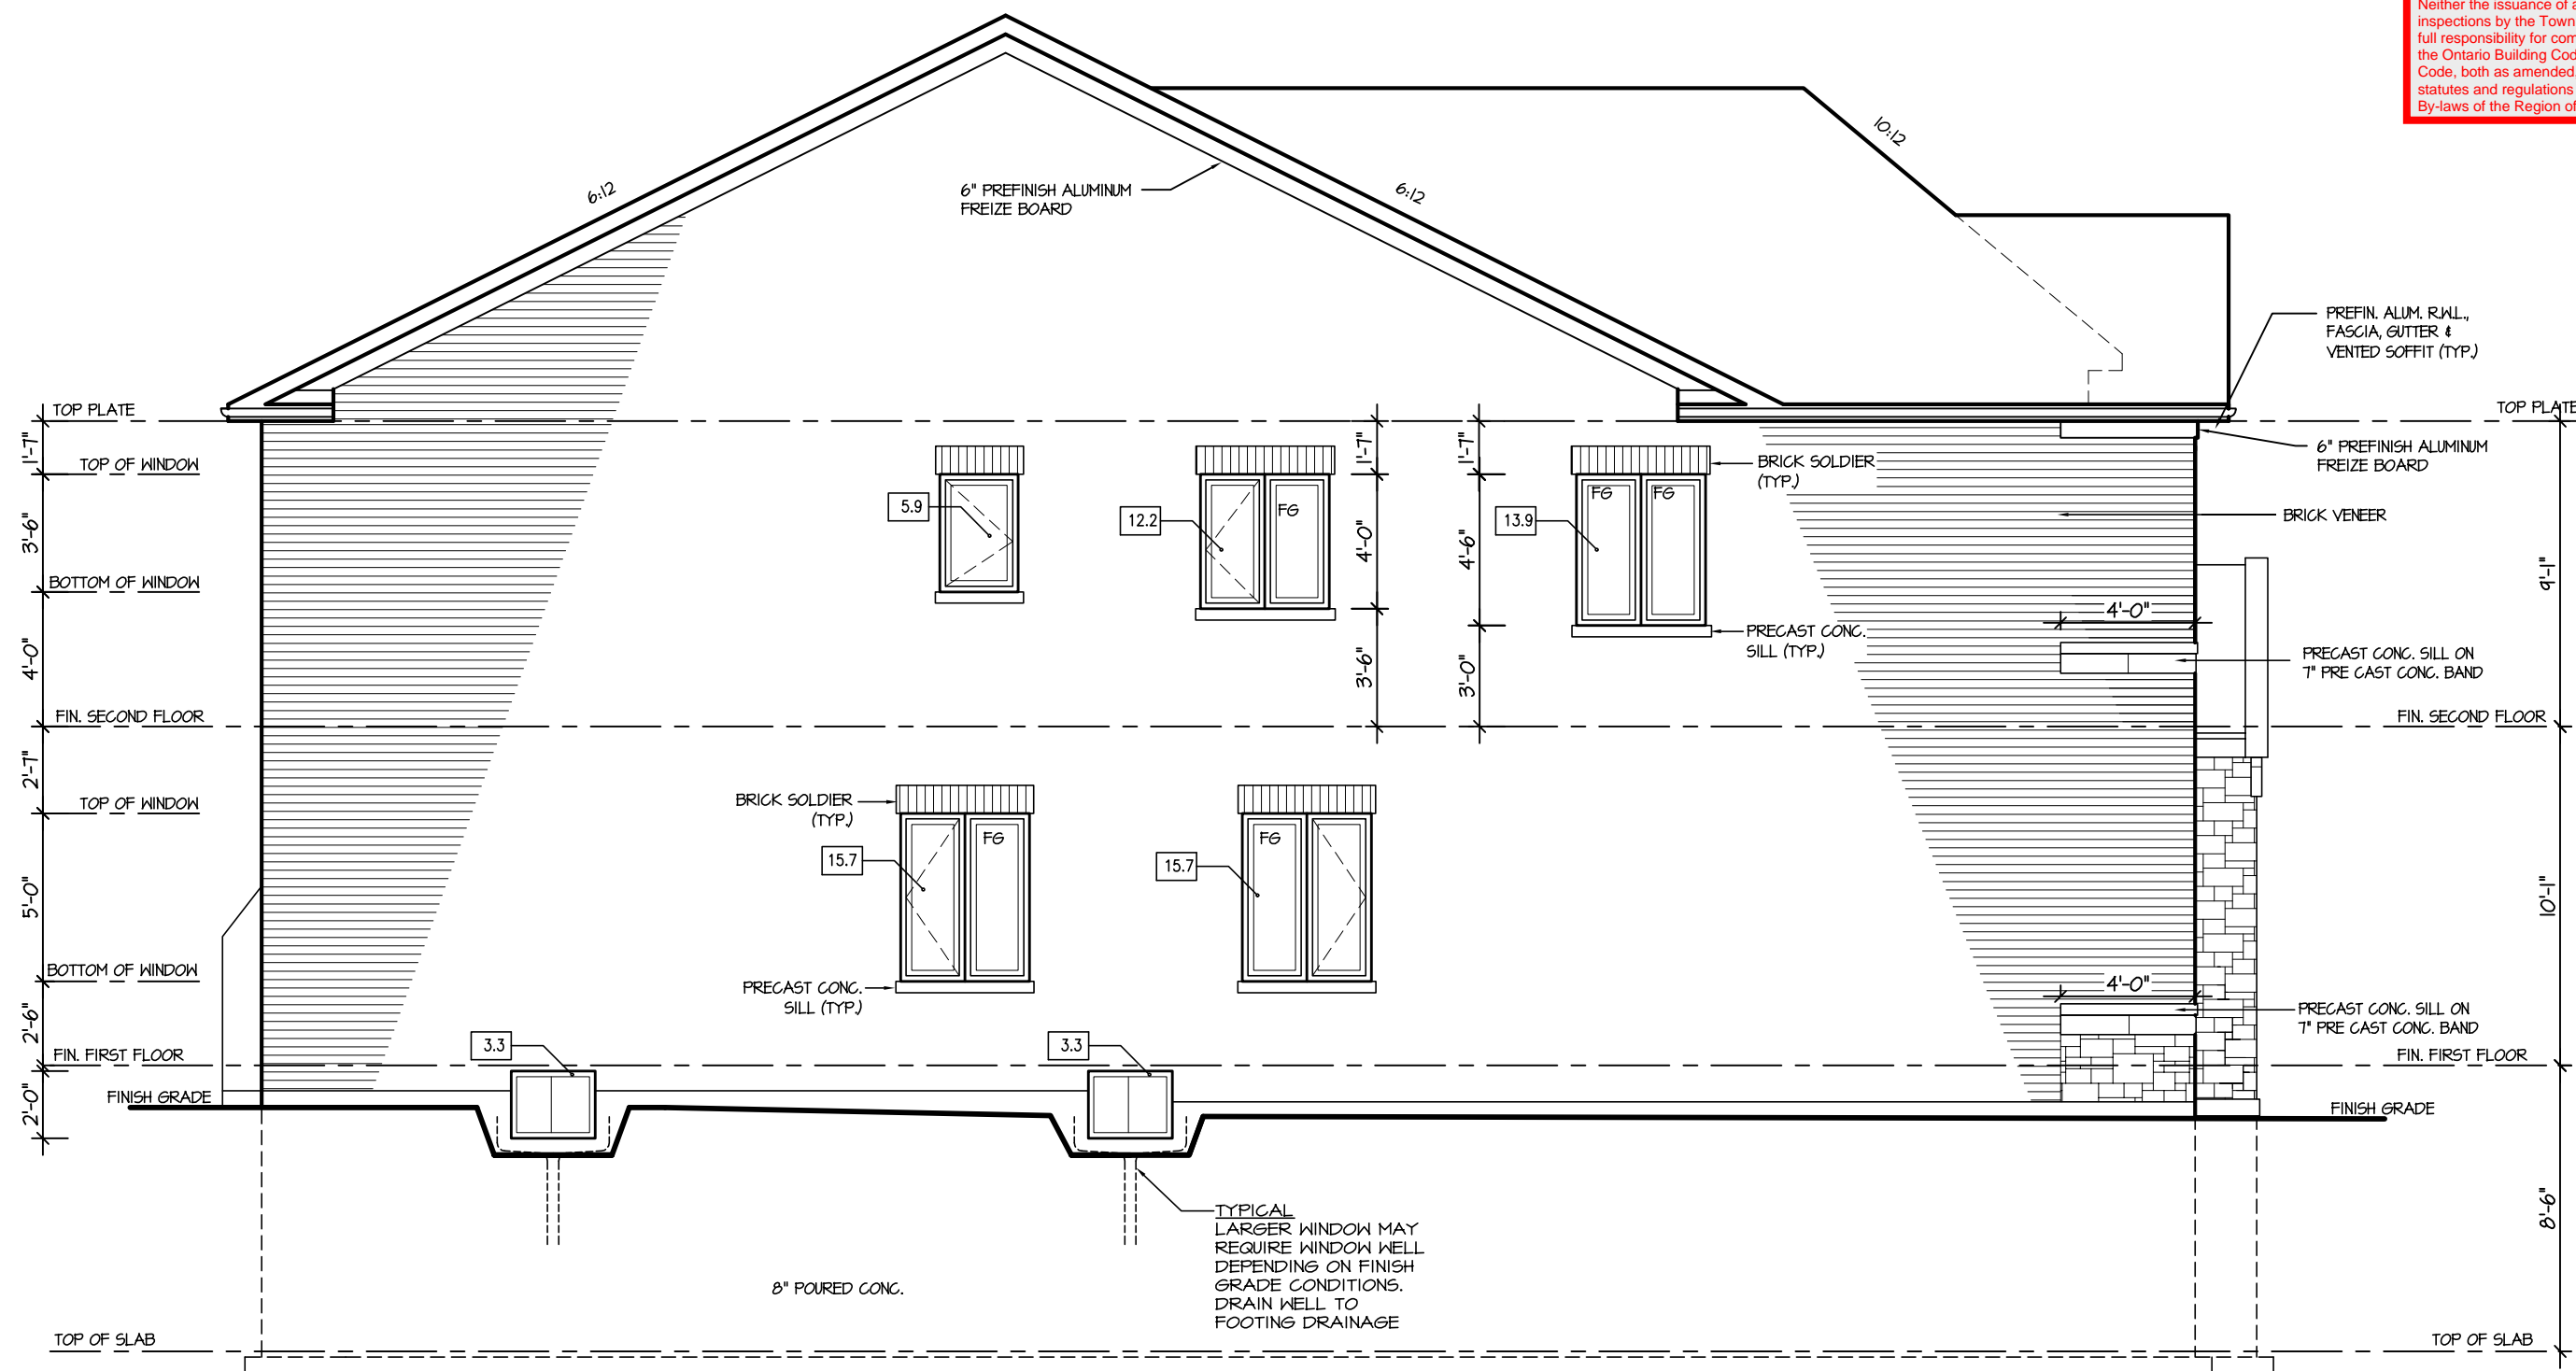 Neither the issuance of a
inspections by the Town
full responsibility for com
the Ontario Building Cod
Code, both as amended
statutes and regulations
By-laws of the Region of
10:12
6:12
6" PREFINISH ALUMINUM
FREIZE BOARD
6:12
PREFIN. ALUM. R.W.L.,
FASCIA, GUTTER &
VENTED SOFFIT (TYP.)
TOP PLATE
TOP PLATE
1'-7"
1'-7"
1'-7"
6" PREFINISH ALUMINUM
FREIZE BOARD
TOP OF WINDOW
BRICK SOLDIER
(TYP.)
FG
FG
FG
5.9
12.2
13.9
BRICK VENEER
3'-6"
4'-0"
4'-6"
9'-1"
BOTTOM OF WINDOW
4'-0"
PRECAST CONC.
SILL (TYP.)
4'-0"
3'-6"
3'-0"
PRECAST CONC. SILL ON
7" PRE CAST CONC. BAND
FIN. SECOND FLOOR
FIN. SECOND FLOOR
2'-7"
TOP OF WINDOW
BRICK SOLDIER
(TYP.)
FG
FG
15.7
15.7
5'-0"
10'-1"
BOTTOM OF WINDOW
PRECAST CONC.
SILL (TYP.)
4'-0"
2'-6"
PRECAST CONC. SILL ON
7" PRE CAST CONC. BAND
3.3
3.3
FIN. FIRST FLOOR
FIN. FIRST FLOOR
2'-0"
FINISH GRADE
FINISH GRADE
8'-6"
TYPICAL
LARGER WINDOW MAY
REQUIRE WINDOW WELL
DEPENDING ON FINISH
GRADE CONDITIONS.
DRAIN WELL TO
FOOTING DRAINAGE
8" POURED CONC.
TOP OF SLAB
TOP OF SLAB